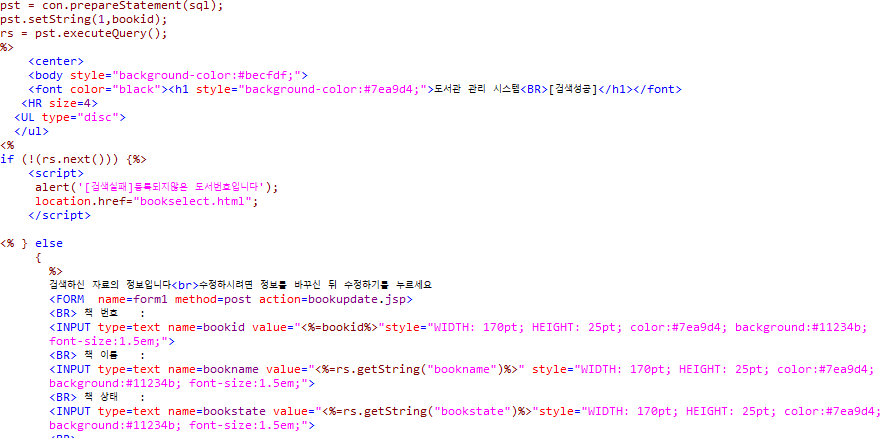 pst = con.prepareStatement(sql);
pst.setString(1,bookid);
rs = pst.executeQuery();
%>
<center>
<body style="background-color:#becfdf;">
<font color="black"><h1 style="background-color:#7ea9d4;">도서관 관리 시스템<BR>[검색성공]</h1></font>
<HR size=4>
<UL type="disc">
</ul>
<%
if (!(rs.next())) {%>
<script>
alert('[검색실패]등록되지않은 도서번호입니다');
location.href="bookselect.html";
</script>
<% } else
{
%>
검색하신 자료의 정보입니다<br>수정하시려면 정보를 바꾸신 뒤 수정하기를 누르세요
<FORM name=form1 method=post action=bookupdate.jsp>
<BR> 책 번호 :
<INPUT type=text name=bookid value="<%=bookid%>"style="WIDTH: 170pt; HEIGHT: 25pt; color:#7ea9d4; background:#11234b;
font-size:1.5em;">
<BR> 책 이름 :
<INPUT type=text name=bookname value="<%=rs.getString("bookname")%>" style="WIDTH: 170pt; HEIGHT: 25pt; color:#7ea9d4;
background:#11234b; font-size:1.5em;">
<BR> 책 상태 :
<INPUT type=text name=bookstate value="<%=rs.getString("bookstate")%>"style="WIDTH: 170pt; HEIGHT: 25pt; color:#7ea9d4;
background:#11234b; font-size:1.5em;">
<BR>